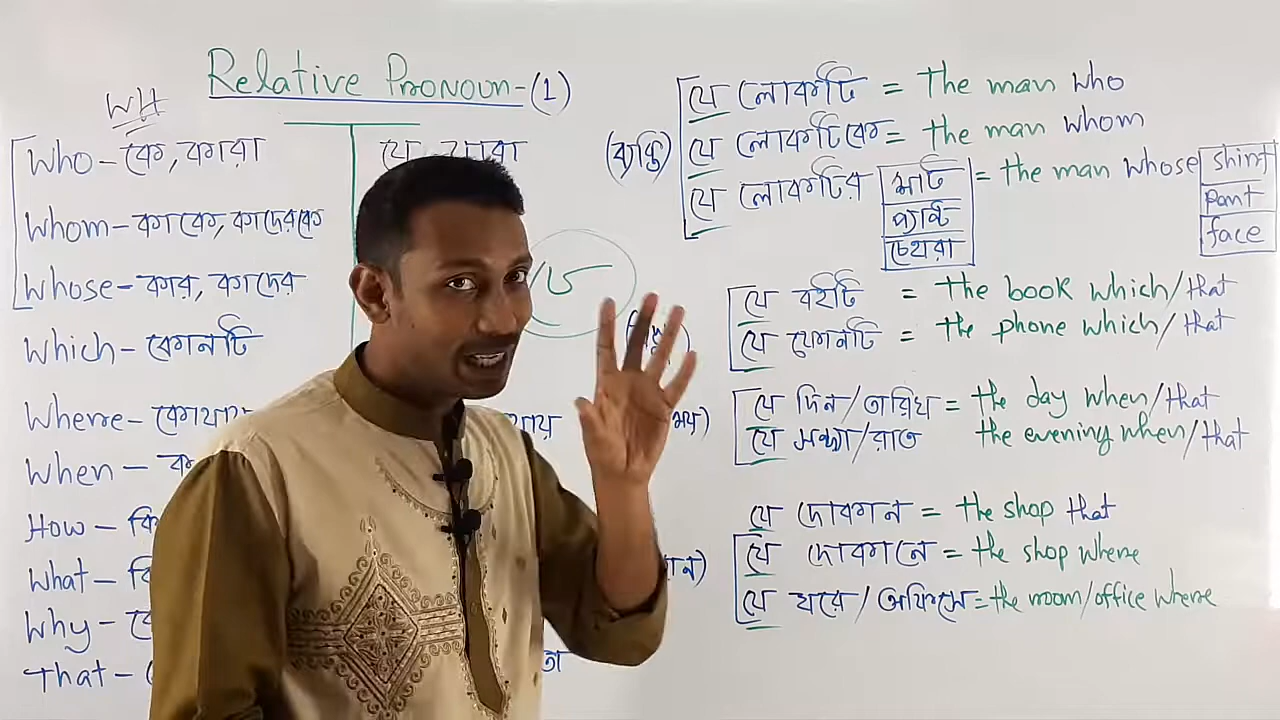 Relative Pronoun-(1)
WH
Who - কে, কারা
Whom - কাকে, কাদেরকে
Whose - কার, কাদের
Which - কোনটি
Where -
When -
How -
What -
Why -
That -
যে
(ব্যক্তি)
যে লোকটি = The man who
যে লোকটিকে = the man whom
যে লোকটির শার্ট = the man whose shirt
প্যান্ট pant
চেহারা face
যে বইটি = the book which/that
যে ফোনটি = the phone which/that
যে দিন/তারিখ = the day when/that
যে সন্ধ্যা/রাত the evening when/that
যে দোকান = the shop that
যে দোকানে = the shop where
যে ঘরে/অফিসে = the room/office where